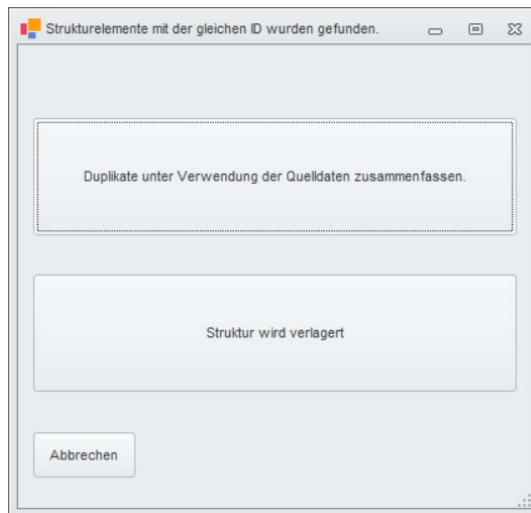 Strukturelemente mit der gleichen ID wurden gefunden.
Duplikate unter Verwendung der Quelldaten zusammenfassen.
Struktur wird verlagert
Abbrechen